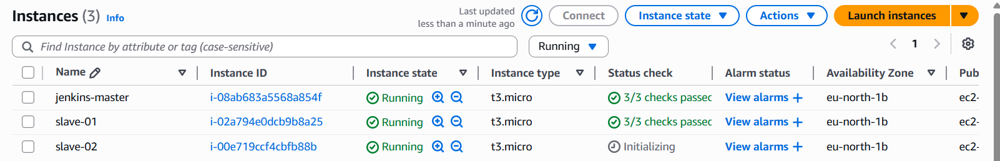 Instances (3) Info
Last updated
less than a minute ago
Connect
Instance state
Actions
Launch instances
Find Instance by attribute or tag (case-sensitive)
Running
1
Name Instance ID Instance state Instance type Status check Alarm status Availability Zone Pub
jenkins-master i-08ab683a5568a854f Running t3.micro 3/3 checks passed View alarms + eu-north-1b ec2-
slave-01 i-02a794e0dcb9b8a25 Running t3.micro 3/3 checks passed View alarms + eu-north-1b ec2-
slave-02 i-00e719ccf4cbfb88b Running t3.micro Initializing View alarms + eu-north-1b ec2-